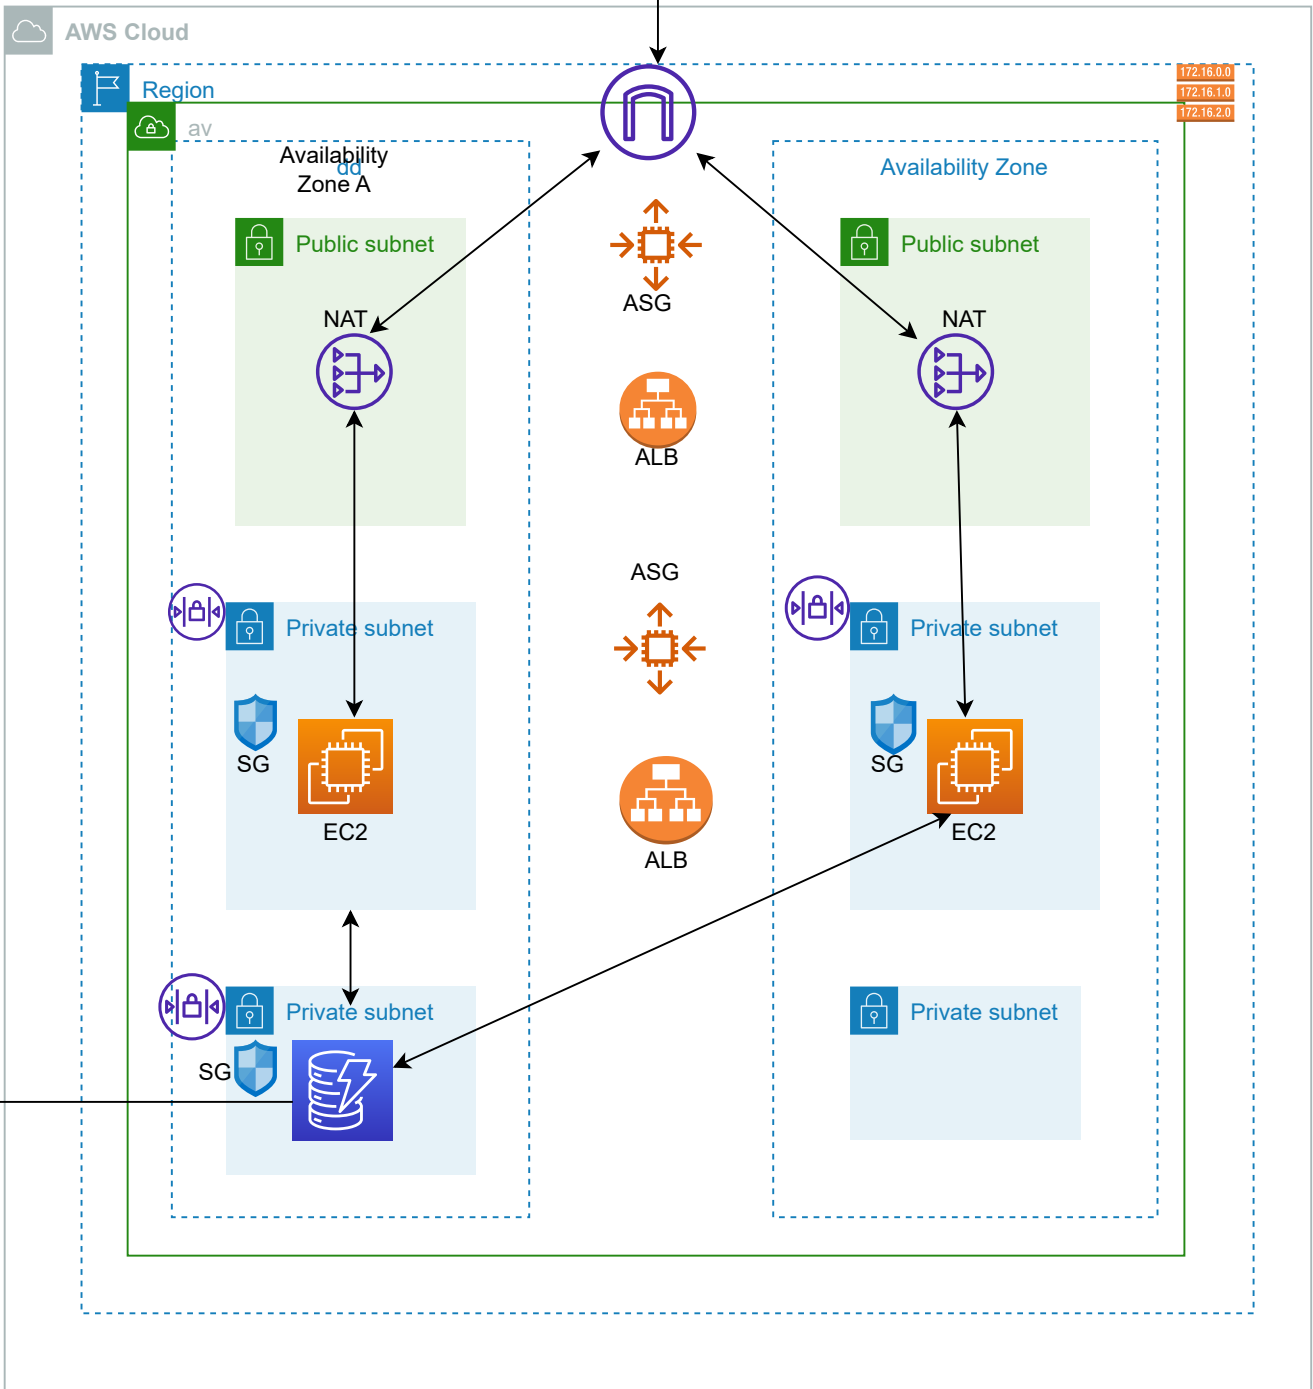 AWS Cloud
Region
172.16.0.0
172.16.1.0
172.16.2.0
av
Availability
Zone A
dd
Availability Zone
Public subnet
Public subnet
ASG
NAT
NAT
ALB
ASG
Private subnet
Private subnet
SG
SG
EC2
EC2
ALB
Private subnet
Private subnet
SG